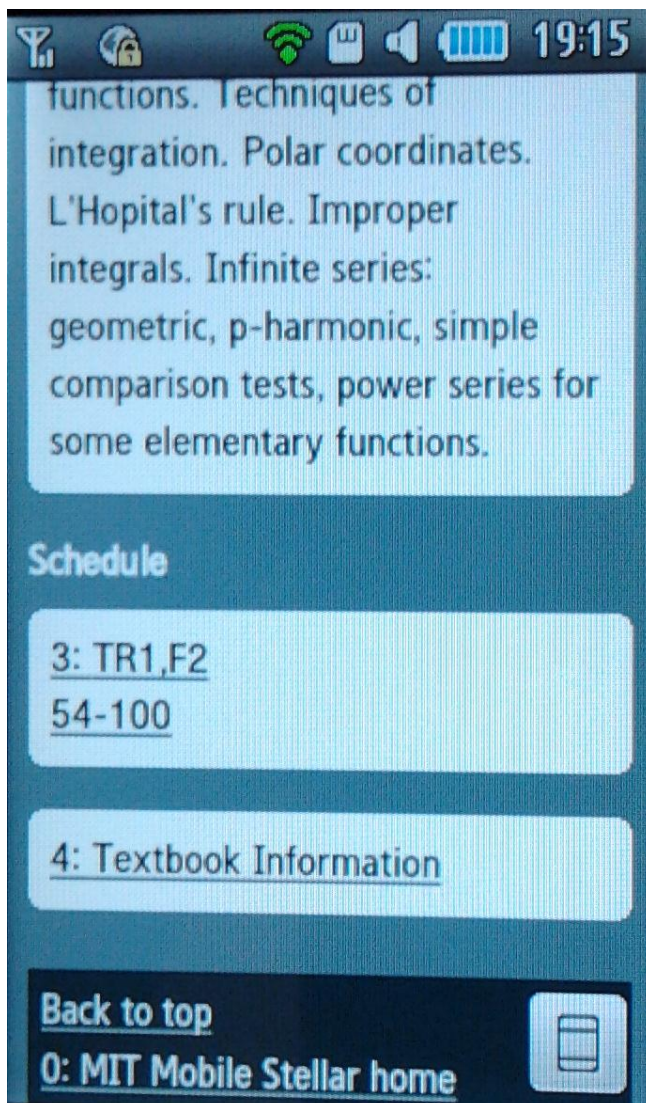 19:15
functions. Techniques of
integration. Polar coordinates.
L'Hopital's rule. Improper
integrals. Infinite series:
geometric, p-harmonic, simple
comparison tests, power series for
some elementary functions.
Schedule
3: TR1,F2
54-100
4: Textbook Information
Back to top
0: MIT Mobile Stellar home